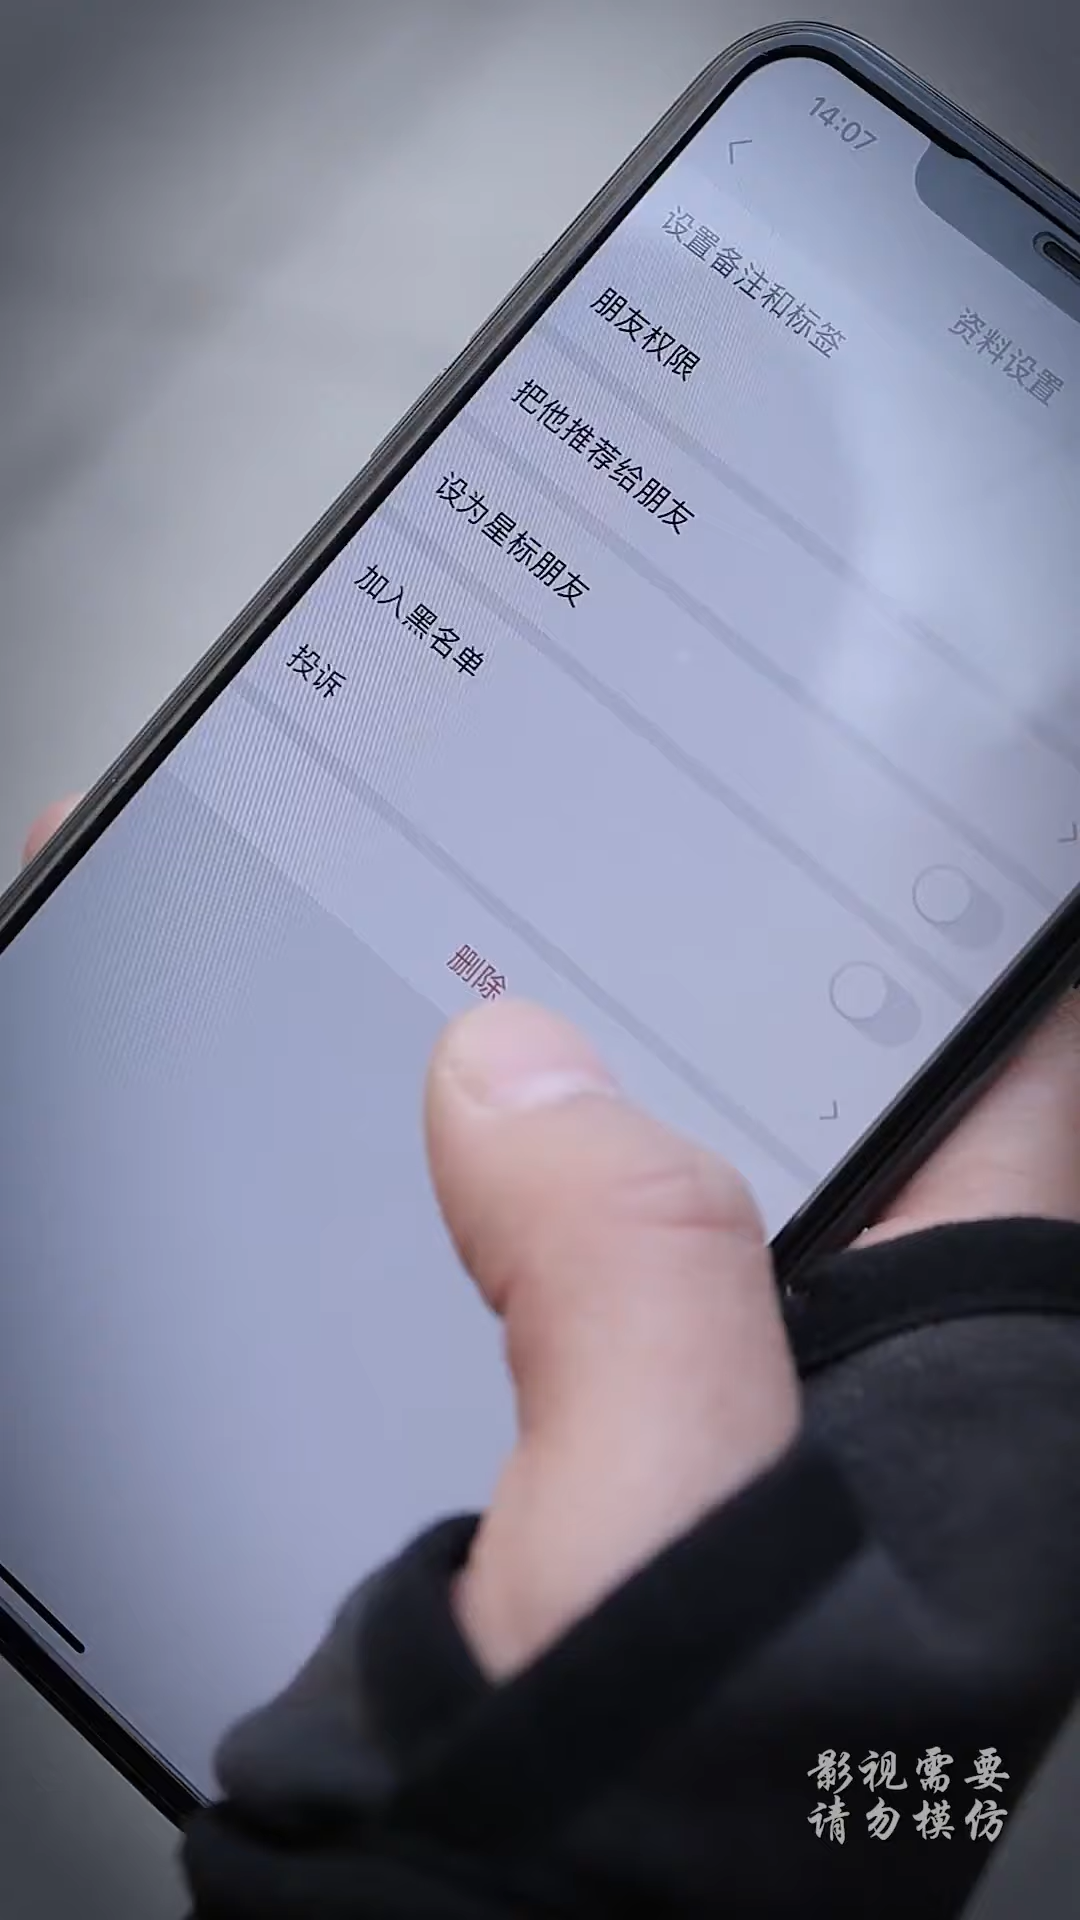 14:07
资料设置
设置备注和标签
朋友权限
把他推荐给朋友
设为星标朋友
加入黑名单
投诉
删除
影视需要
请勿模仿